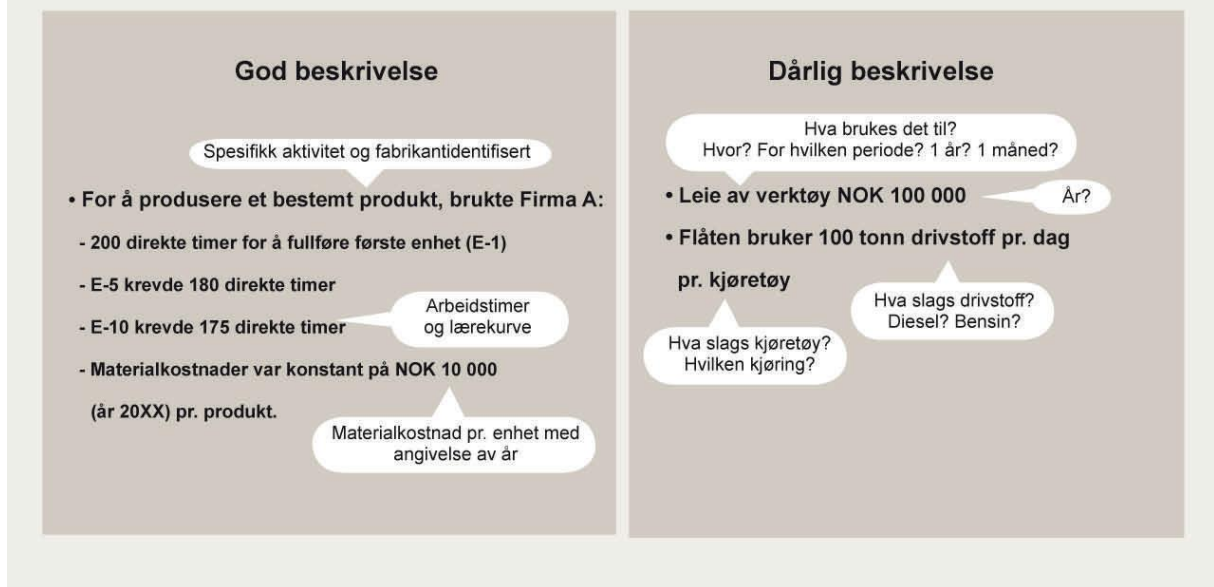 God beskrivelse
Spesifikk aktivitet og fabrikantidentifisert
• For å produsere et bestemt produkt, brukte Firma A:
- 200 direkte timer for å fullføre første enhet (E-1)
- E-5 krevde 180 direkte timer
- E-10 krevde 175 direkte timer
Arbeidstimer
og lærekurve
- Materialkostnader var konstant på NOK 10 000
(år 20XX) pr. produkt.
Materialkostnad pr. enhet med
angivelse av år
Dårlig beskrivelse
Hva brukes det til?
Hvor? For hvilken periode? 1 år? 1 måned?
• Leie av verktøy NOK 100 000
År?
• Flåten bruker 100 tonn drivstoff pr. dag
pr. kjøretøy
Hva slags drivstoff?
Diesel? Bensin?
Hva slags kjøretøy?
Hvilken kjøring?